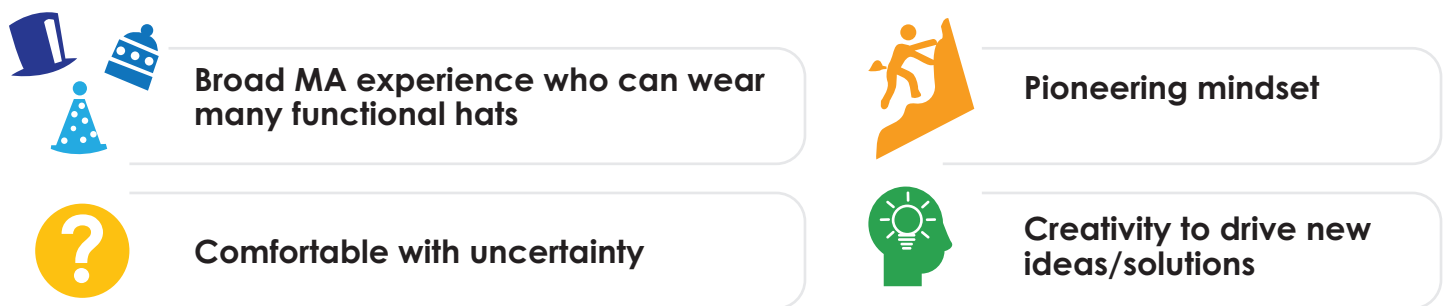 Broad MA experience who can wear
many functional hats
Pioneering mindset
?
Comfortable with uncertainty
Creativity to drive new
ideas/solutions